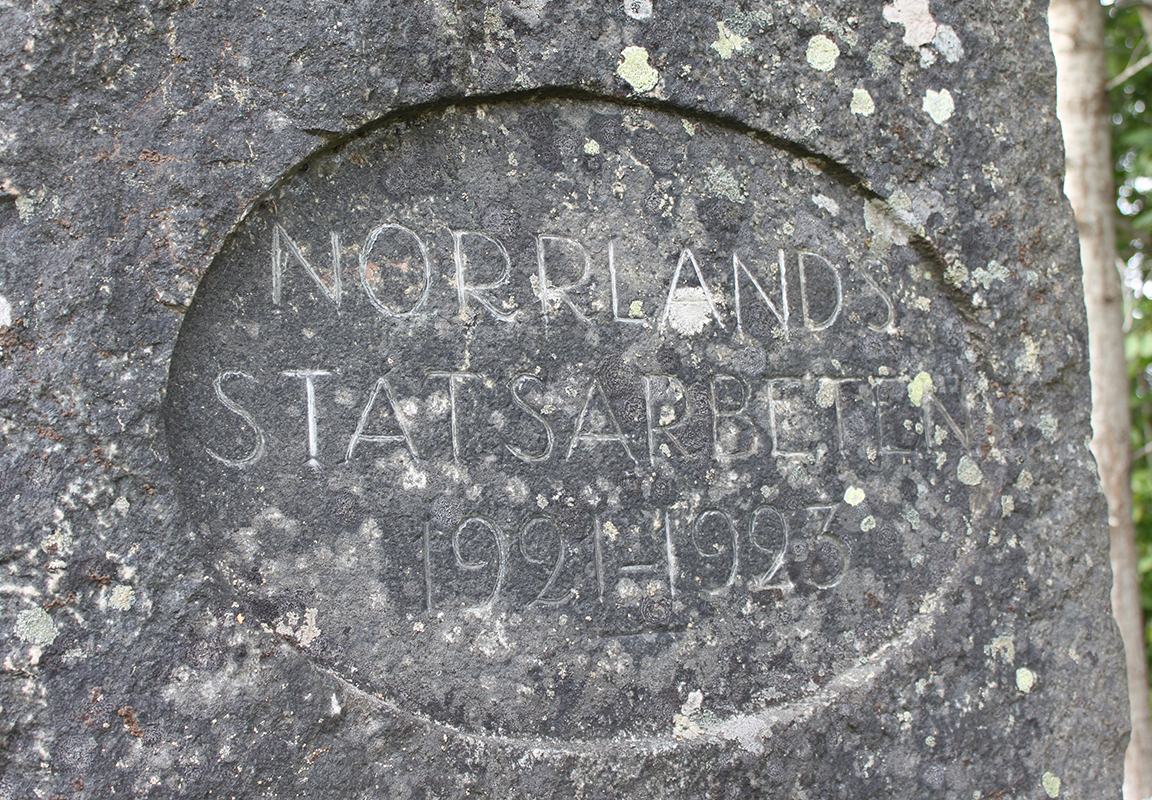 NORRLANDS
STATSARBETEN
1921-1923